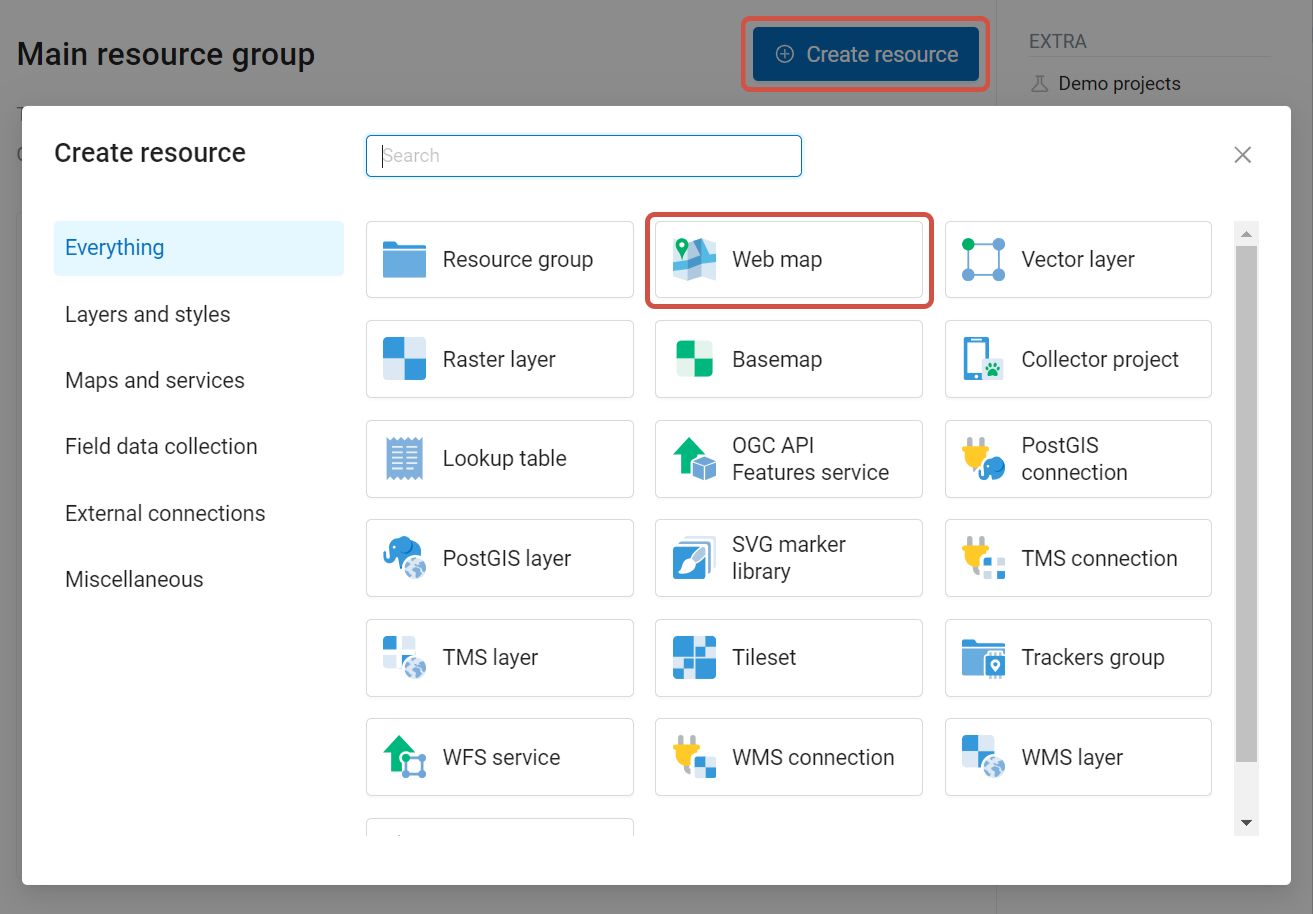 Main resource group
Create resource
EXTRA
Demo projects
Create resource
Search
Everything
Layers and styles
Maps and services
Field data collection
External connections
Miscellaneous
Resource group
Web map
Vector layer
Raster layer
Basemap
Collector project
Lookup table
OGC API
Features service
PostGIS
connection
PostGIS layer
SVG marker
library
TMS connection
TMS layer
Tileset
Trackers group
WFS service
WMS connection
WMS layer